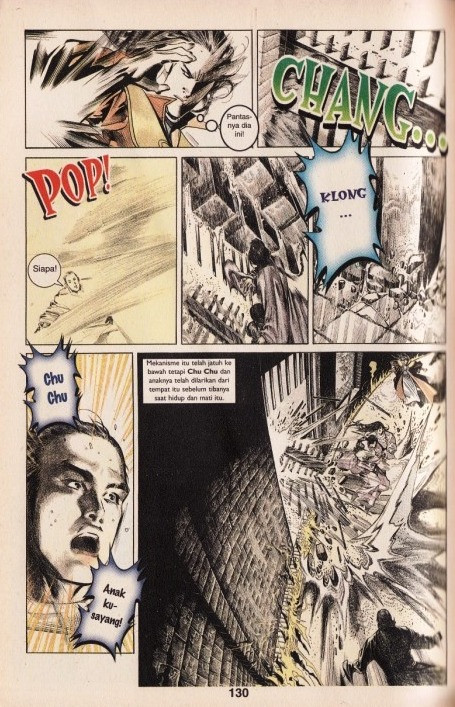 Pantas-
nya dia
ini!
CHANG...
POP!
Siapa!
KLONG
...
Chu
Chu
Mekanisme itu telah jatuh ke
bawah tetapi Chu Chu dan
anaknya telah dilarikan dari
tempat itu sebelum tibanya
saat hidup dan mati itu.
Anak
ku-
sayang!
130